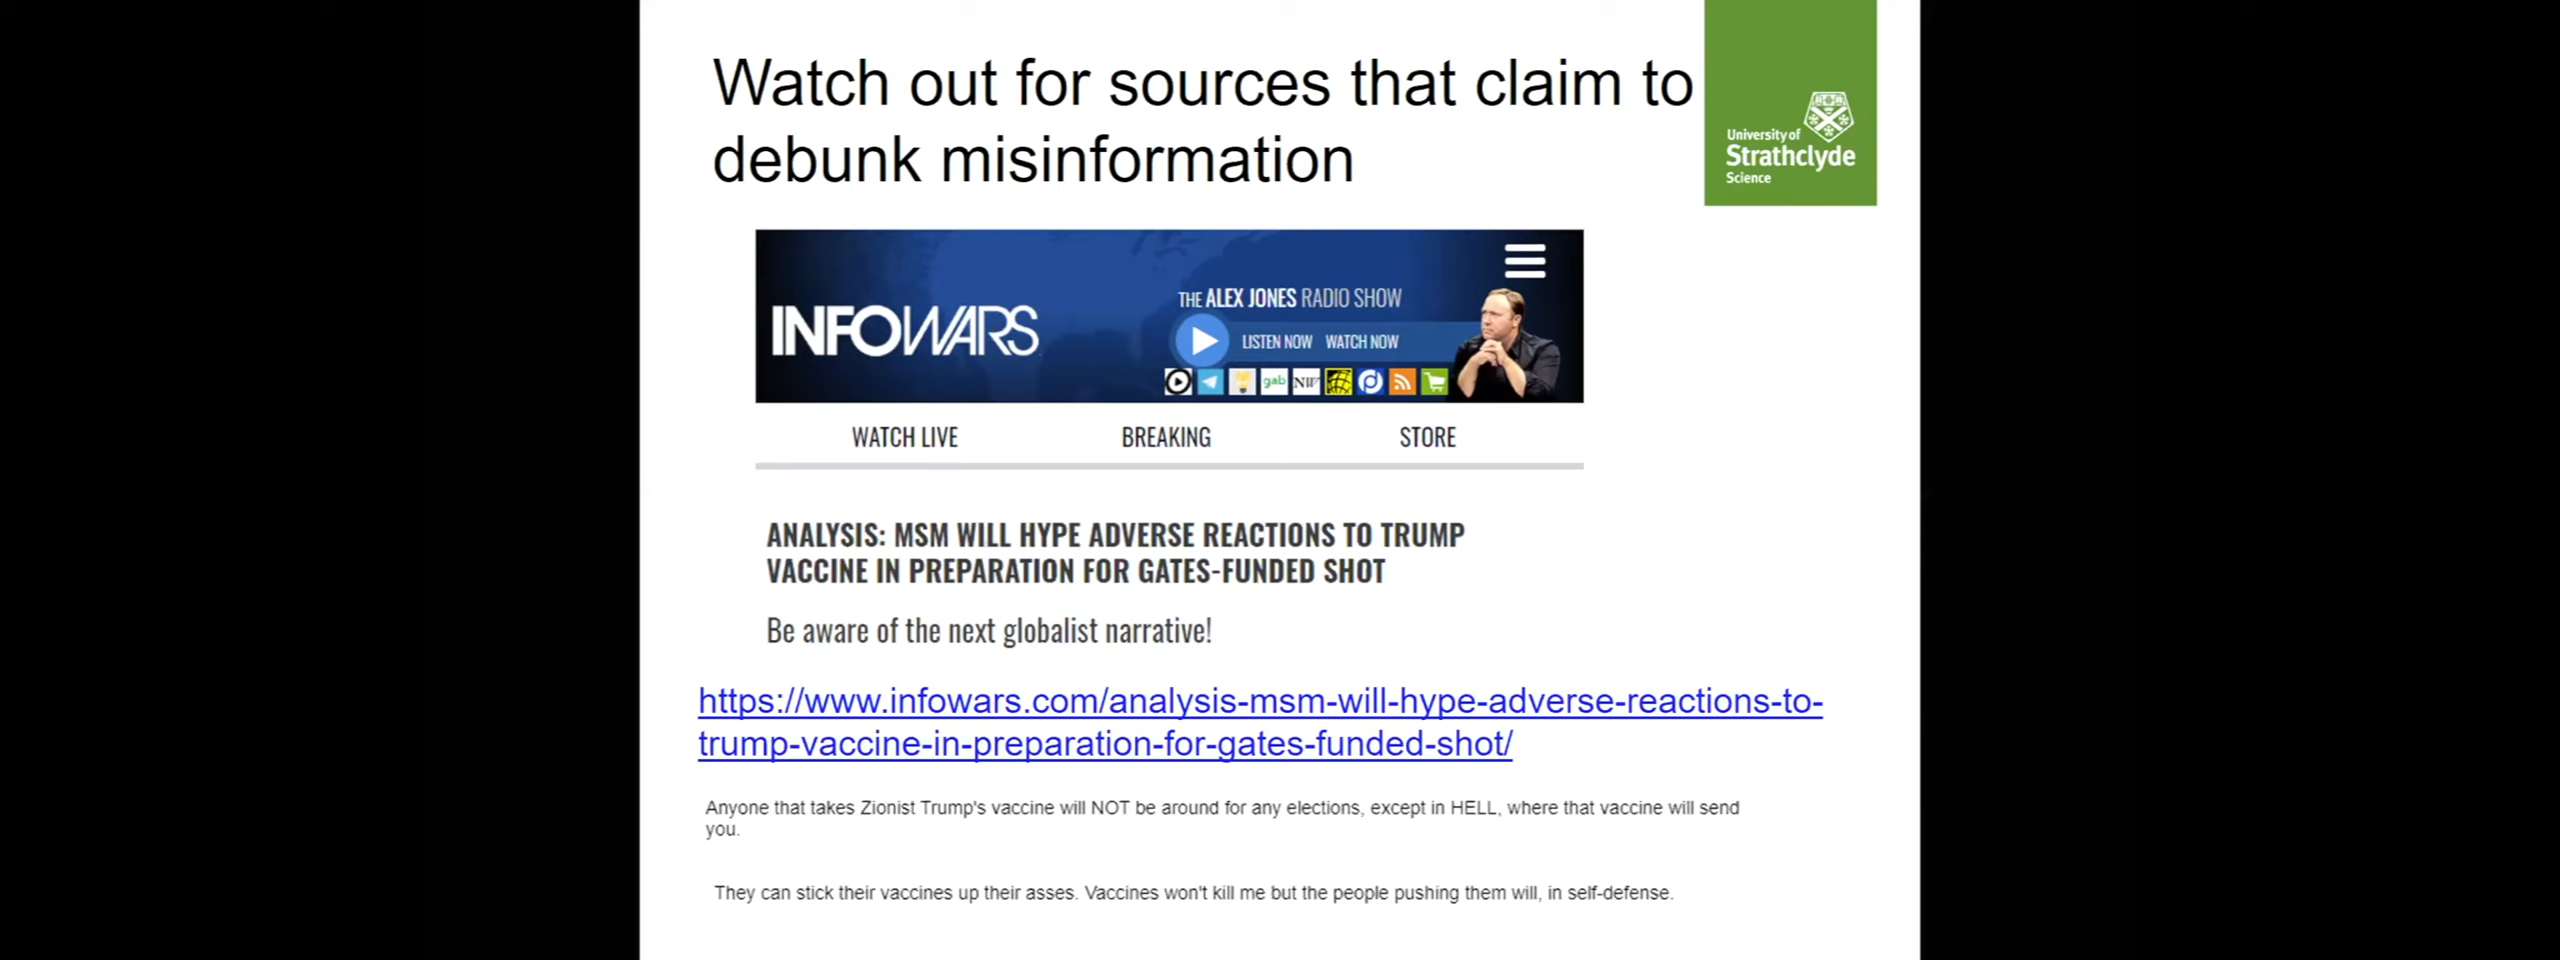 Watch out for sources that claim to
debunk misinformation
University of
Strathclyde
Science
INFOWARS
THE ALEX JONES RADIO SHOW
LISTEN NOW WATCH NOW
gab
NW
WATCH LIVE
BREAKING
STORE
ANALYSIS: MSM WILL HYPE ADVERSE REACTIONS TO TRUMP
VACCINE IN PREPARATION FOR GATES-FUNDED SHOT
Be aware of the next globalist narrative!
https://www.infowars.com/analysis-msm-will-hype-adverse-reactions-to-
trump-vaccine-in-preparation-for-gates-funded-shot/
Anyone that takes Zionist Trump's vaccine will NOT be around for any elections, except in HELL, where that vaccine will send
you.
They can stick their vaccines up their asses. Vaccines won't kill me but the people pushing them will, in self-defense.